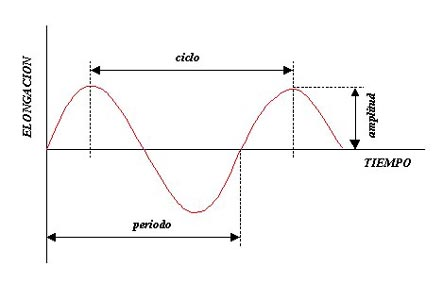 ciclo
ELONGACION
amplitud
TIEMPO
periodo